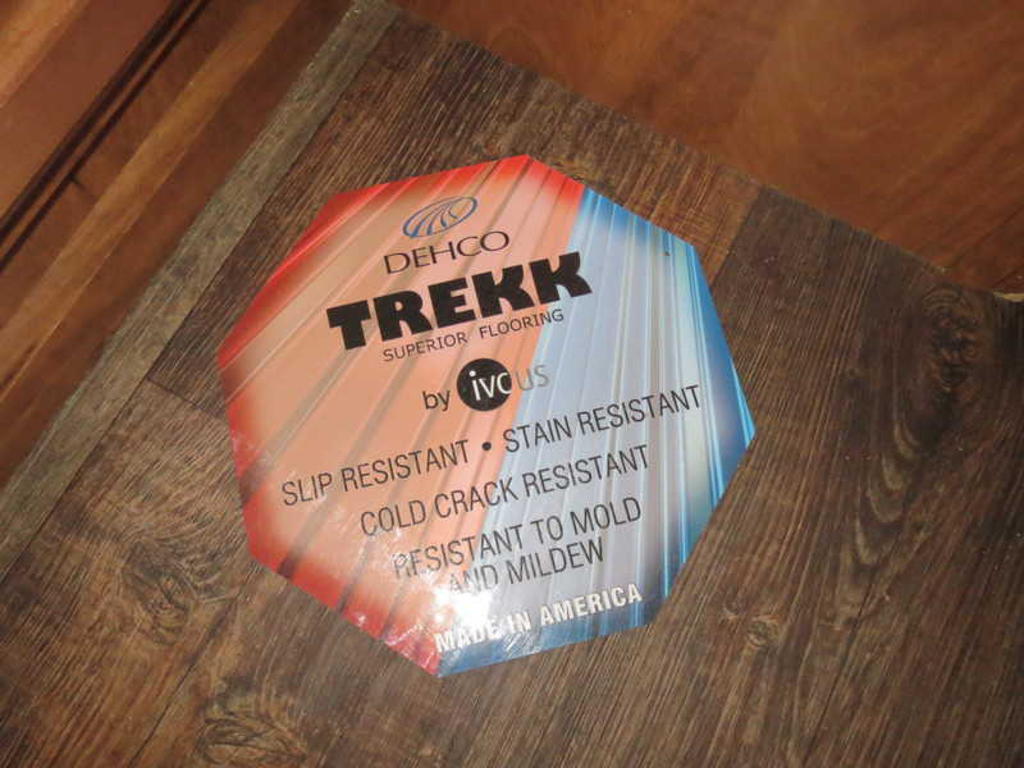 DEHCO
TREKK
SUPERIOR FLOORING
by ivc us
SLIP RESISTANT • STAIN RESISTANT
COLD CRACK RESISTANT
RESISTANT TO MOLD
AND MILDEW
MADE IN AMERICA